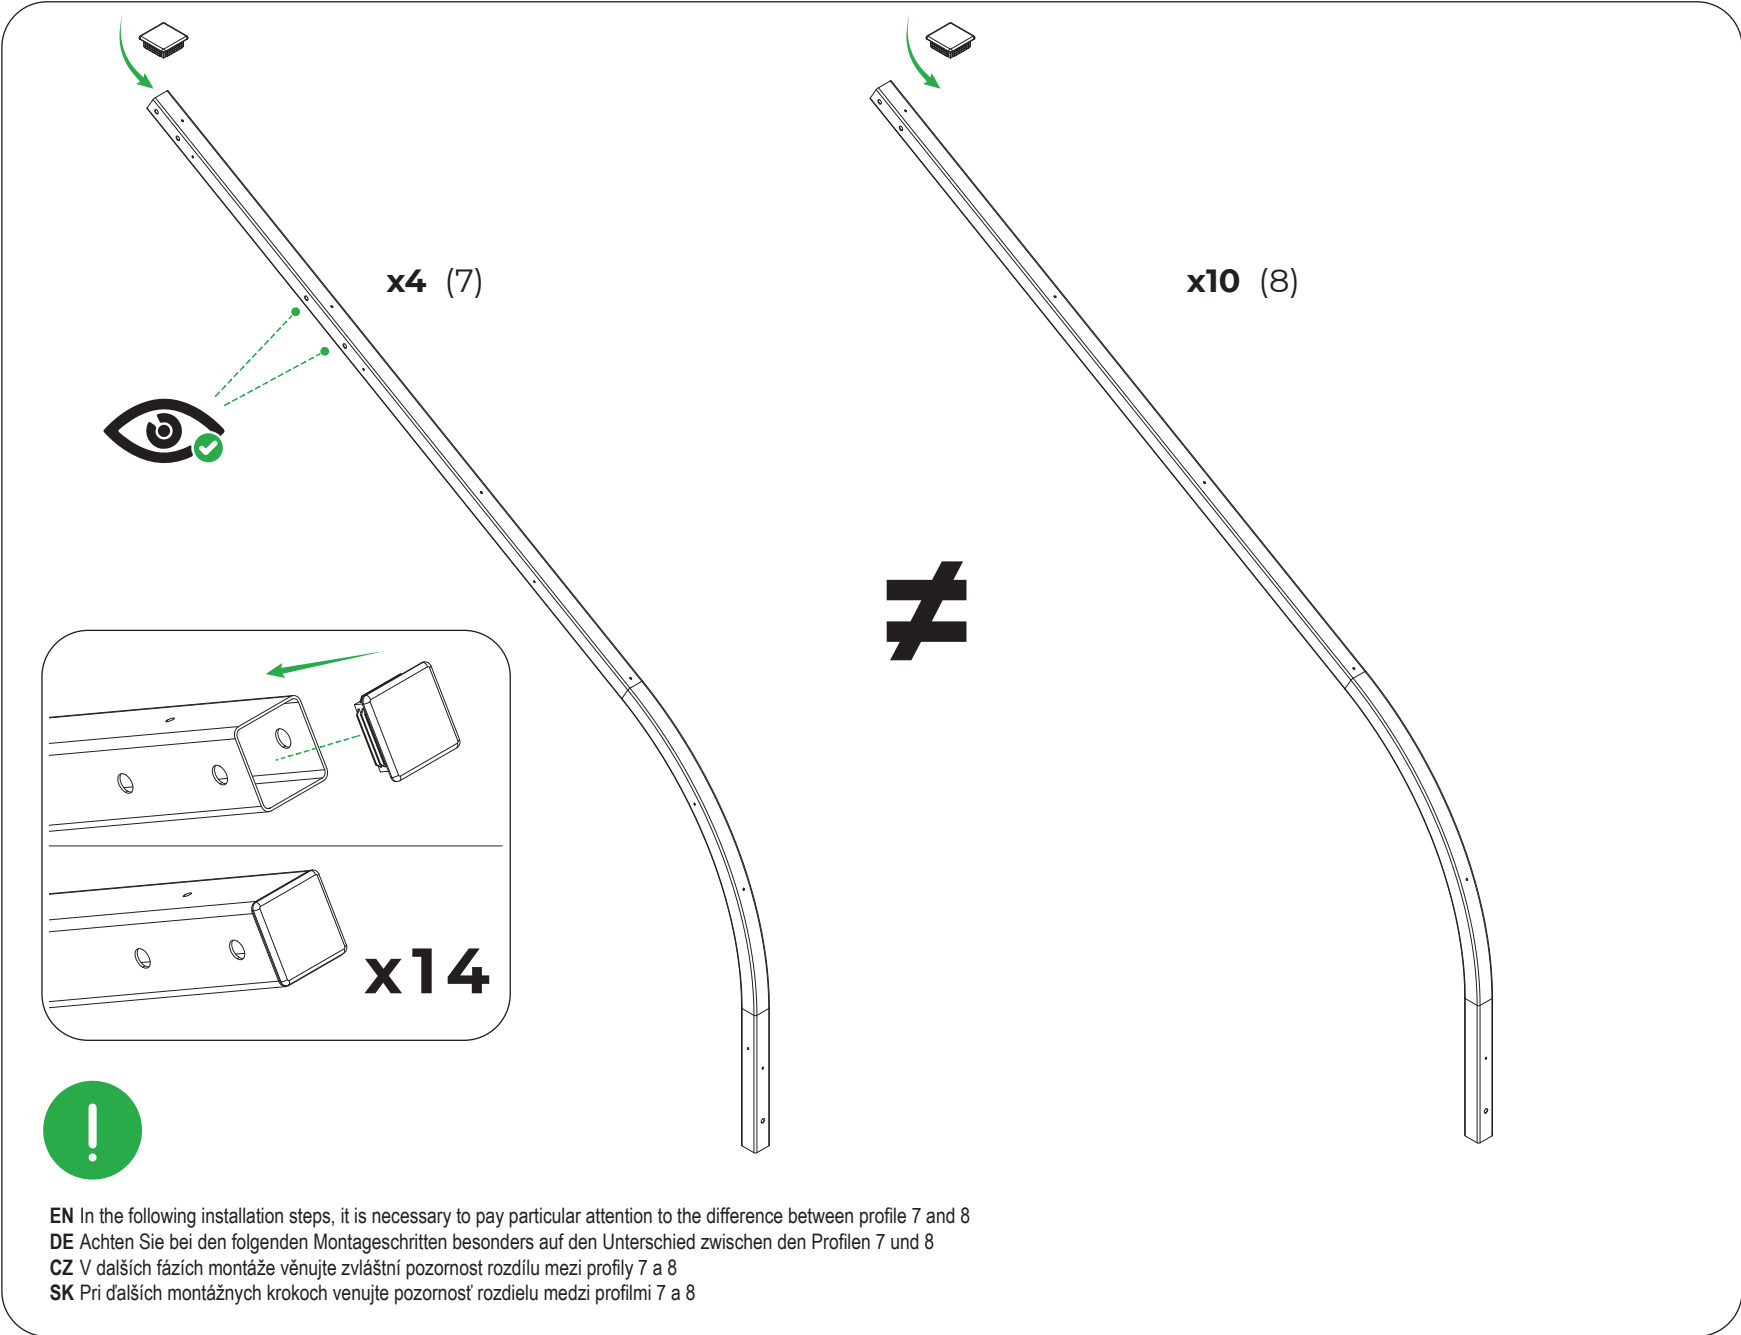 x4 (7)
x10 (8)
≠
x14
!
EN In the following installation steps, it is necessary to pay particular attention to the difference between profile 7 and 8
DE Achten Sie bei den folgenden Montageschritten besonders auf den Unterschied zwischen den Profilen 7 und 8
CZ V dalších fázích montáže věnujte zvláštní pozornost rozdílu mezi profily 7 a 8
SK Pri ďalších montážnych krokoch venujte pozornosť rozdielu medzi profilmi 7 a 8